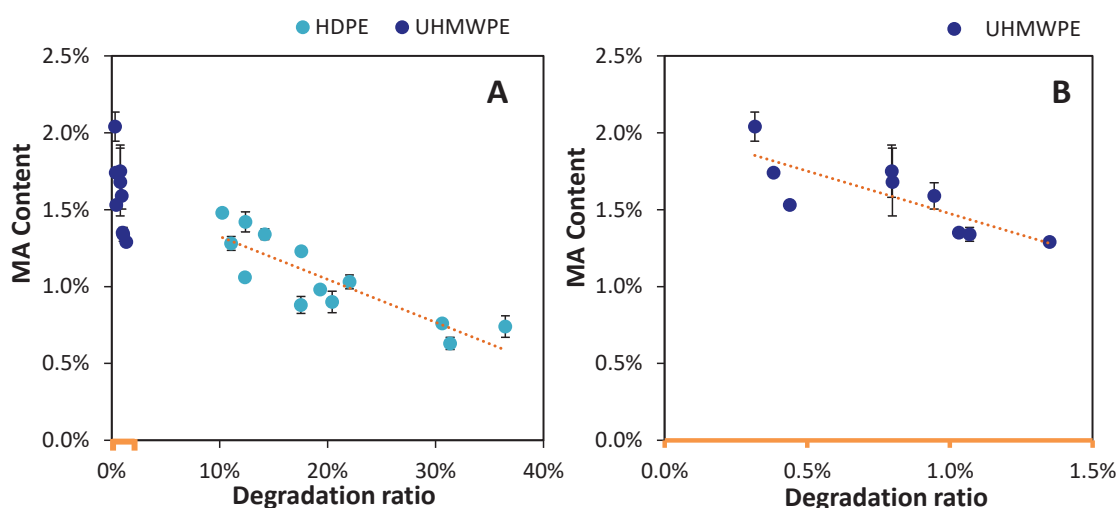 HDPE UHMWPE
A
MA Content
2.5%
2.0%
1.5%
1.0%
0.5%
0.0%
0% 10% 20% 30% 40%
Degradation ratio
UHMWPE
B
MA Content
2.5%
2.0%
1.5%
1.0%
0.5%
0.0%
0.0% 0.5% 1.0% 1.5%
Degradation ratio